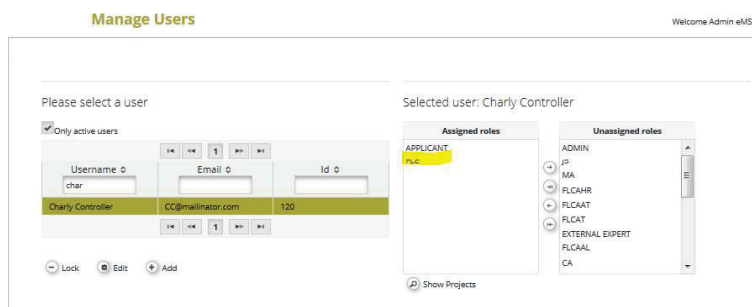 Manage Users
Welcome Admin eMS
Please select a user
Only active users
1
Username Email Id
char
Charly Controller CC@mailinator.com 120
1
Lock Edit Add
Selected user: Charly Controller
Assigned roles
APPLICANT
FLC
Unassigned roles
ADMIN
JP
MA
FLCAHR
FLCAAT
FLCAT
EXTERNAL EXPERT
FLCAAL
CA
Show Projects